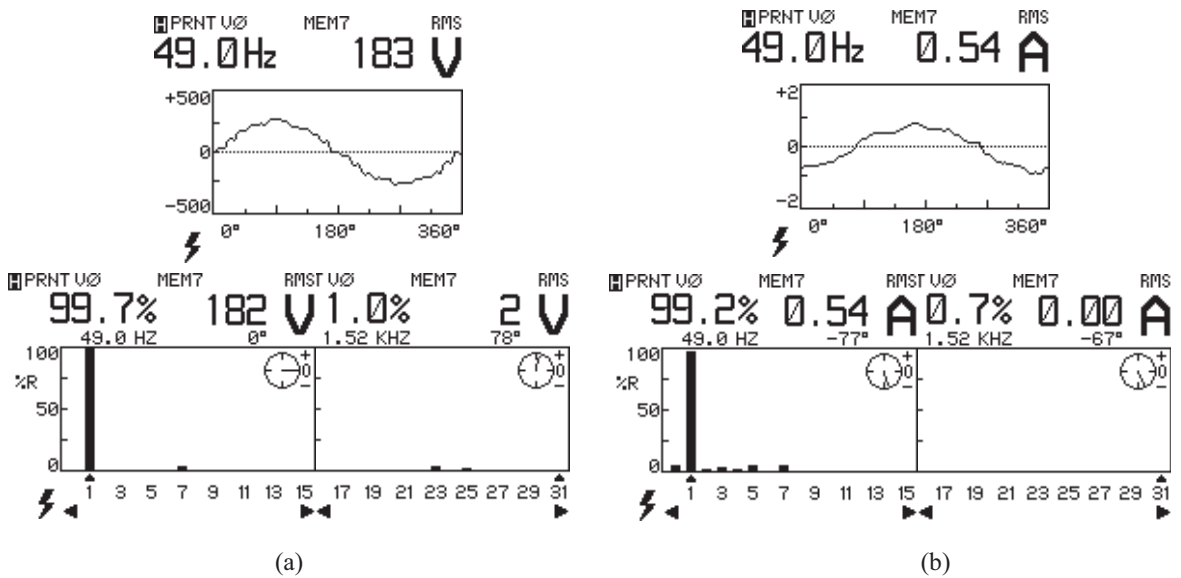 H PRNT VØ MEM7 RMS
49.0Hz 183 V
+500
0
-500
0° 180° 360°
H PRNT VØ MEM7 RMS
49.0Hz 0.54 A
+2
0
-2
0° 180° 360°
H PRNT VØ MEM7 RMST VØ MEM7 RMS
99.7% 182 V 1.0% 2 V
49.0 HZ 0° 1.52 KHZ 78°
100
%R
50
0
+
0
-
+
0
-
1 3 5 7 9 11 13 15 17 19 21 23 25 27 29 31
(a)
H PRNT VØ MEM7 RMST VØ MEM7 RMS
99.2% 0.54 A 0.7% 0.00 A
49.0 HZ -77° 1.52 KHZ -67°
100
%R
50
0
+
0
-
+
0
-
1 3 5 7 9 11 13 15 17 19 21 23 25 27 29 31
(b)